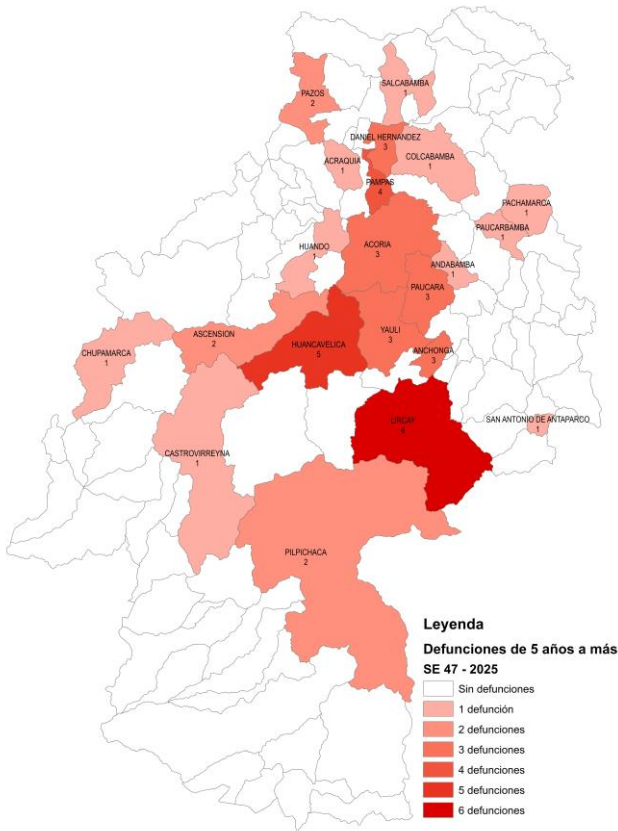 SALCABAMBA
1
PAZOS
2
DANIEL HERNANDEZ
3
ACRAQUIA
1
COLCABAMBA
1
PAMPAS
4
PACHAMARCA
1
PAUCARBAMBA
1
HUANDO
1
ACORIA
3
ANDABAMBA
1
PAUCARA
3
ASCENSION
2
HUANCAVELICA
5
YAULI
3
ANCHONGA
3
CHUPAMARCA
1
LIRCAY
6
SAN ANTONIO DE ANTAPARCO
1
CASTROVIRREYNA
1
PILPICHACA
2
Leyenda
Defunciones de 5 años a más
SE 47 - 2025
Sin defunciones
1 defunción
2 defunciones
3 defunciones
4 defunciones
5 defunciones
6 defunciones